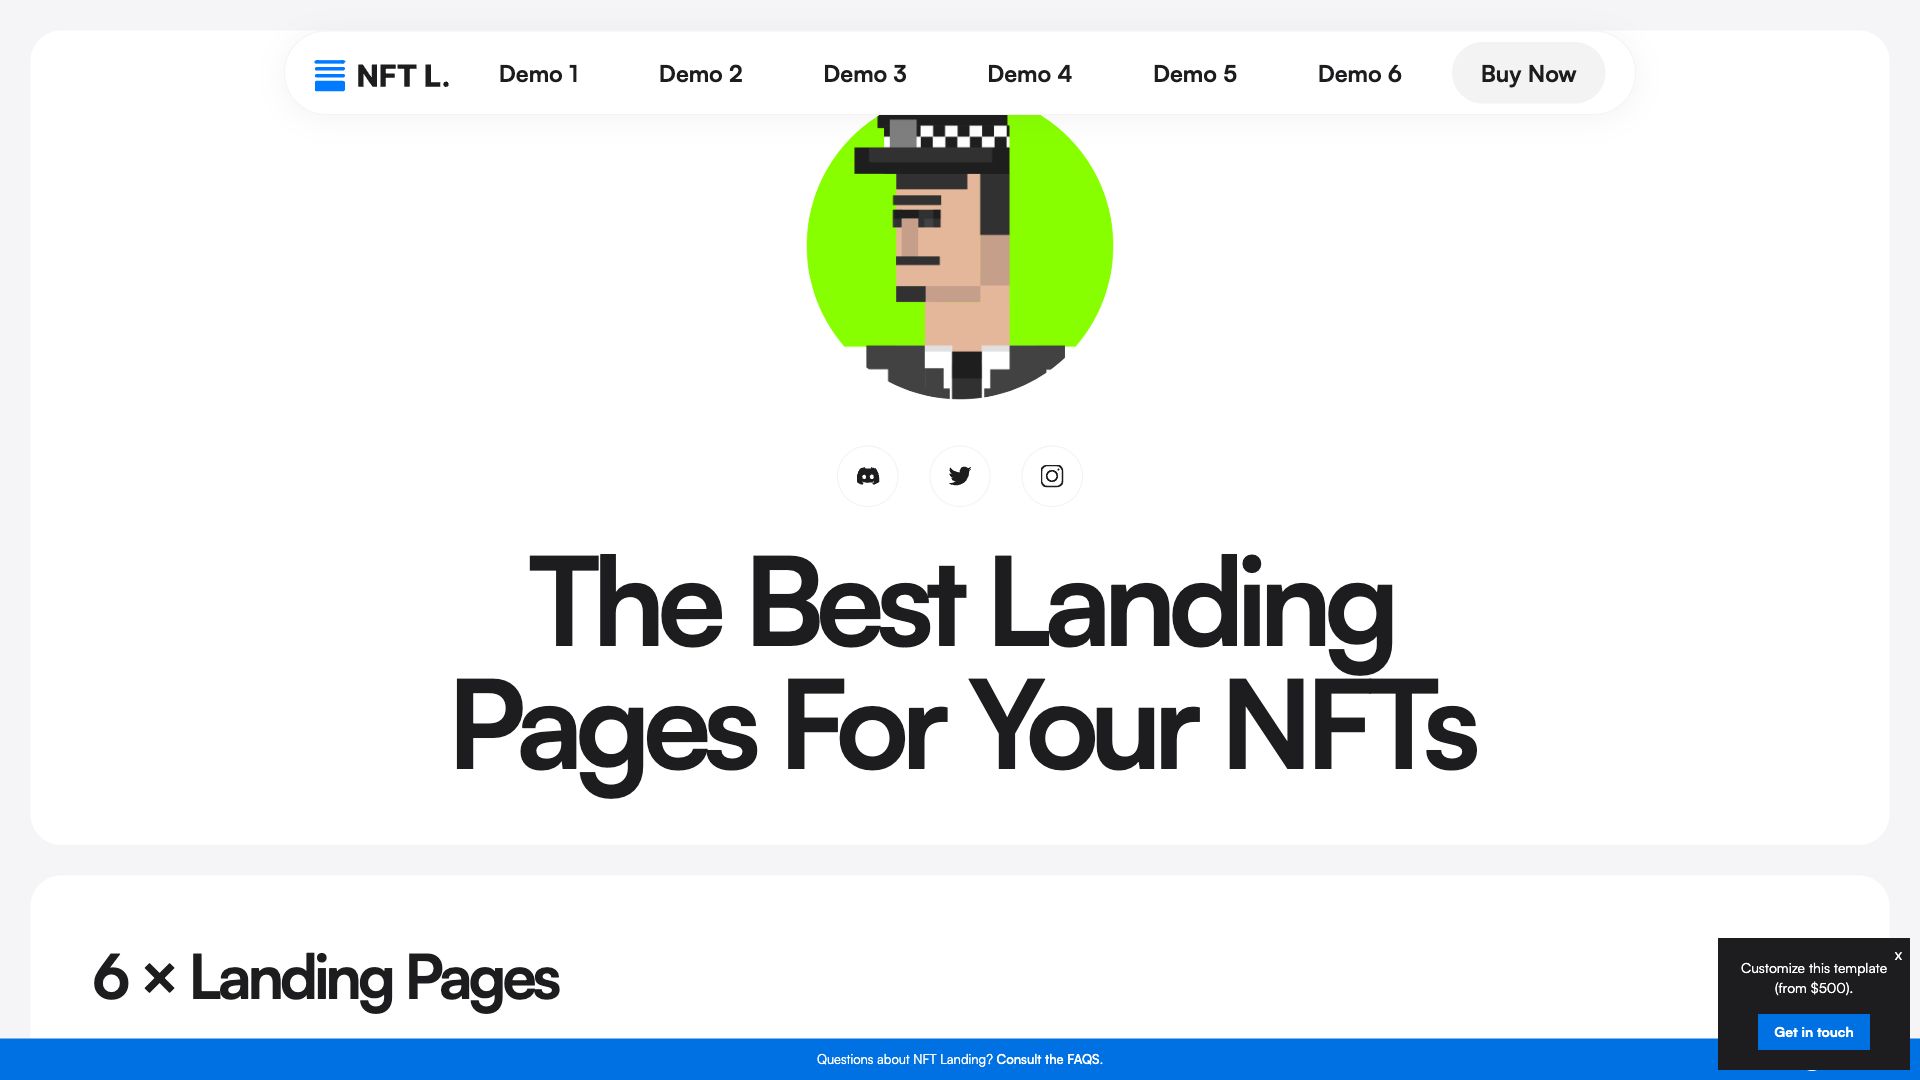 NFT L.
Demo 1
Demo 2
Demo 3
Demo 4
Demo 5
Demo 6
Buy Now
The Best Landing
Pages For Your NFTs
6 × Landing Pages
x
Customize this template
(from $500).
Get in touch
Questions about NFT Landing? Consult the FAQS.